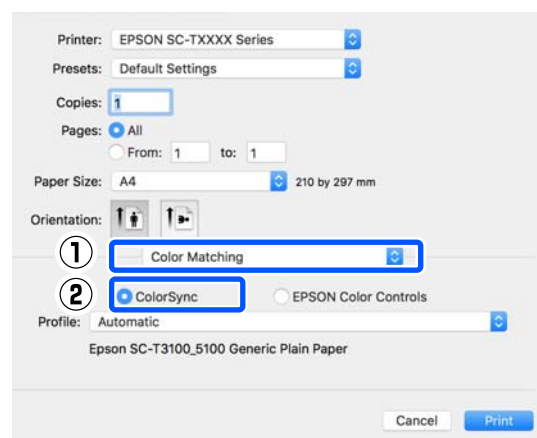 Printer: EPSON SC-TXXXX Series
Presets: Default Settings
Copies: 1
Pages: All
From: 1 to: 1
Paper Size: A4 210 by 297 mm
Orientation:
① Color Matching
② ColorSync EPSON Color Controls
Profile: Automatic
Epson SC-T3100_5100 Generic Plain Paper
Cancel Print